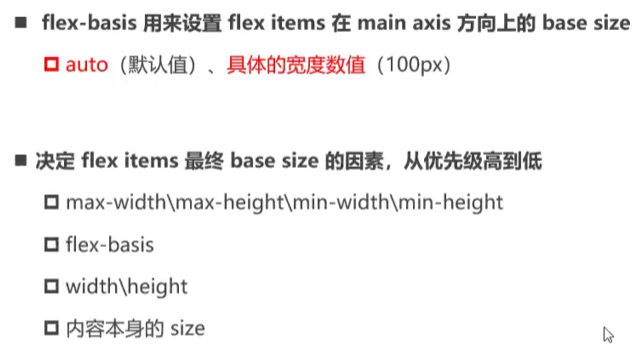 flex-basis 用来设置 flex items 在 main axis 方向上的 base size
auto（默认值）、具体的宽度数值（100px）
决定 flex items 最终 base size 的因素，从优先级高到低
max-width\max-height\min-width\min-height
flex-basis
width\height
内容本身的 size